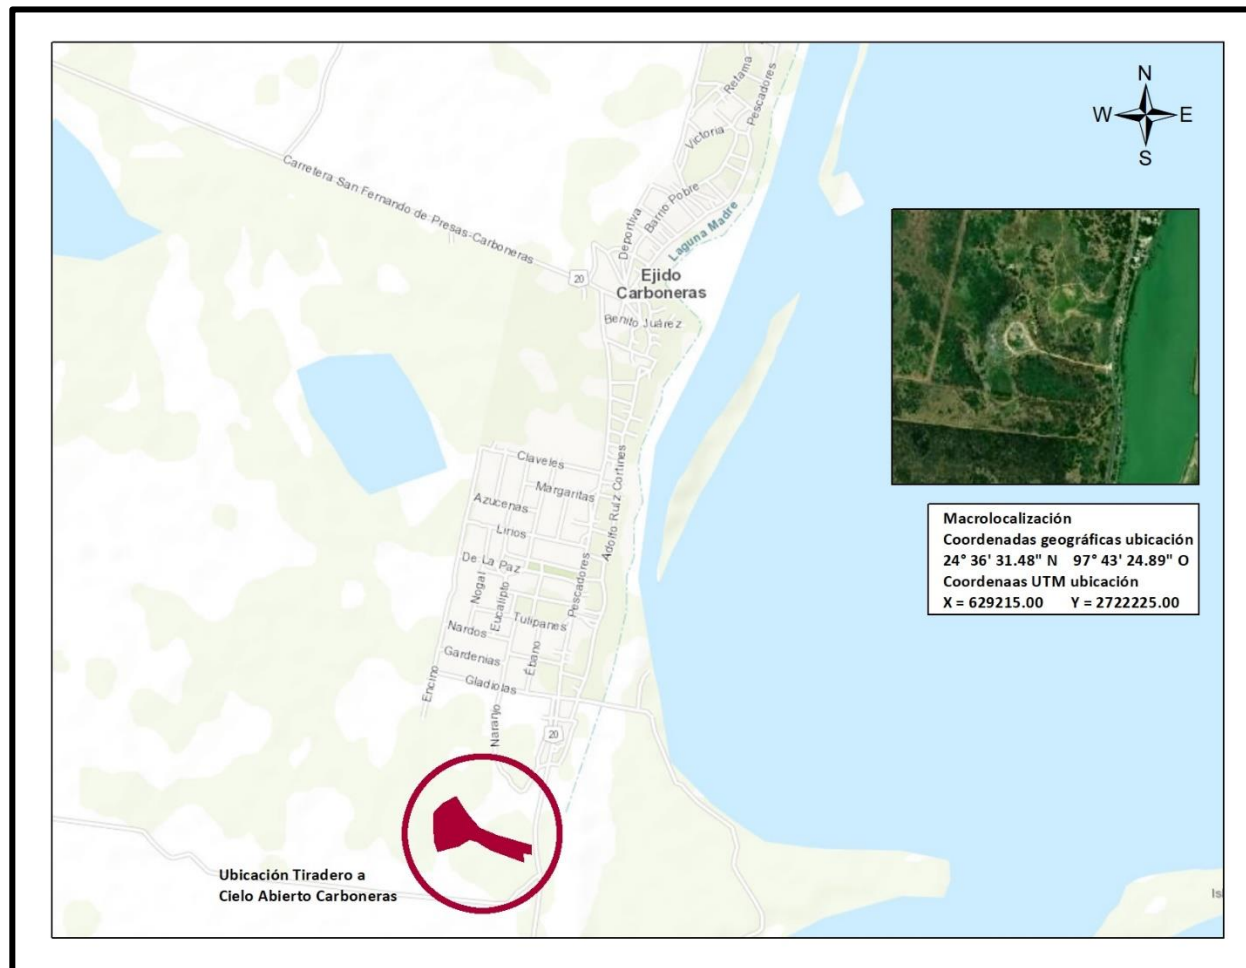 N
W E
S
Retama
Pescadores
Victoria
Carretera San Fernando de Presas-Carboneras
Barrio Pobre
Deportiva
Laguna Madre
20
Ejido
Carboneras
Benito Juárez
Macrolocalización
Coordenadas geográficas ubicación
24° 36' 31.48" N 97° 43' 24.89" O
Coordenaas UTM ubicación
X = 629215.00 Y = 2722225.00
Claveles
Margaritas
Adolfo Ruíz Cortines
Azucenas
Lirios
De La Paz
Nogal
Eucalipto
Pescadores
Tulipanes
Nardos
Ébano
Gardenias
Gladiolas
Encino
Naranjo
20
Ubicación Tiradero a
Cielo Abierto Carboneras